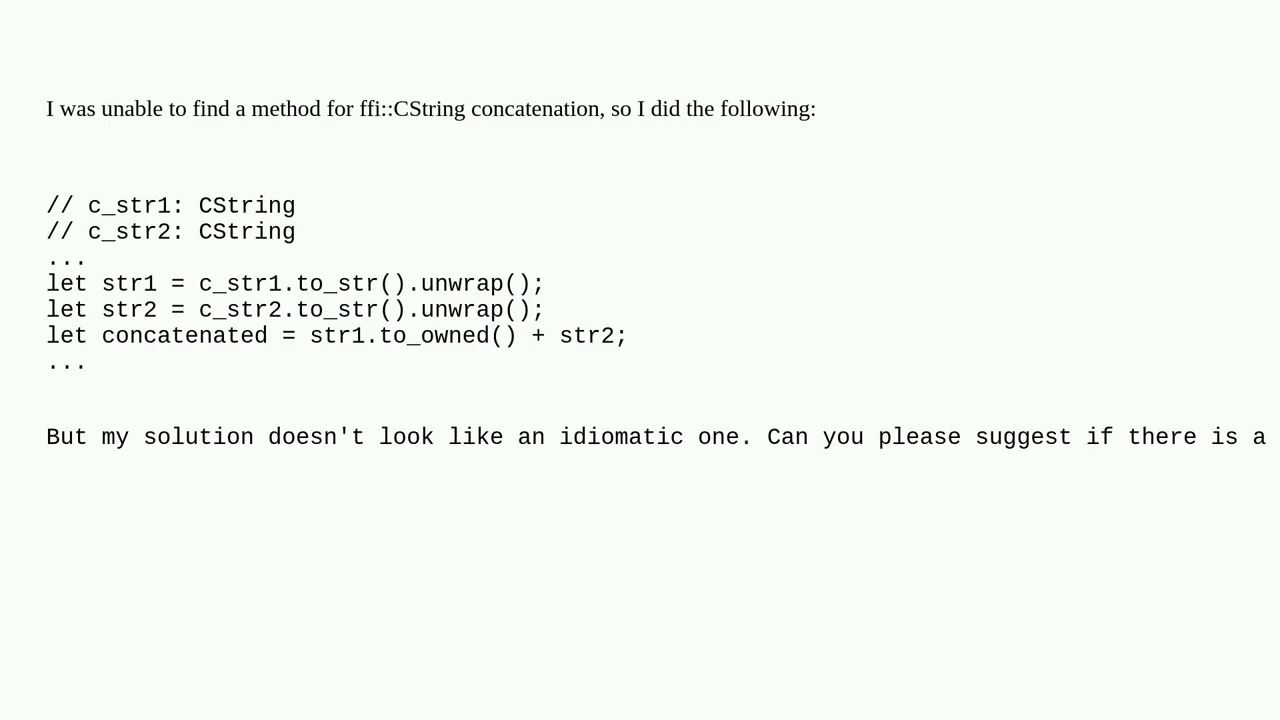 I was unable to find a method for ffi::CString concatenation, so I did the following:
// c_str1: CString
// c_str2: CString
...
let str1 = c_str1.to_str().unwrap();
let str2 = c_str2.to_str().unwrap();
let concatenated = str1.to_owned() + str2;
...
But my solution doesn't look like an idiomatic one. Can you please suggest if there is a